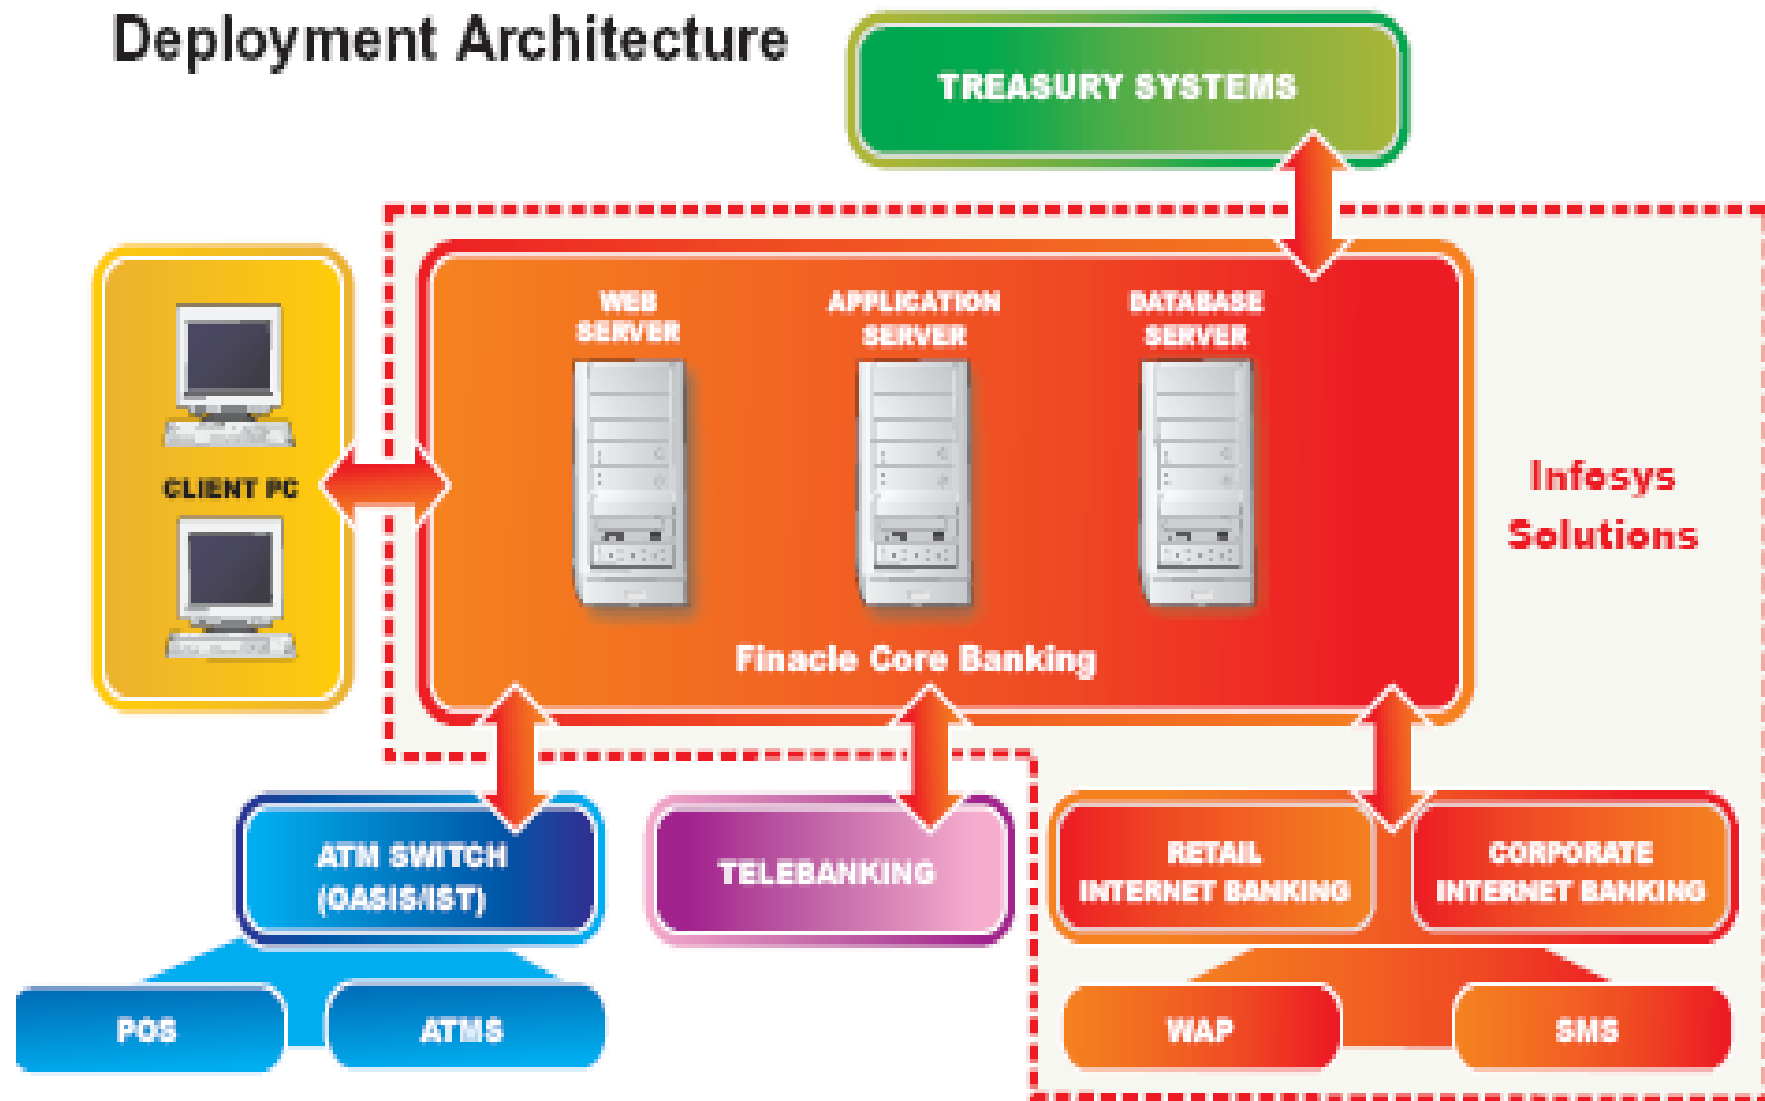 Deployment Architecture
TREASURY SYSTEMS
WEB
SERVER
APPLICATION
SERVER
DATABASE
SERVER
CLIENT PC
Infosys
Solutions
Finacle Core Banking
ATM SWITCH
(OASIS/IST)
TELEBANKING
RETAIL
INTERNET BANKING
CORPORATE
INTERNET BANKING
POS
ATMS
WAP
SMS